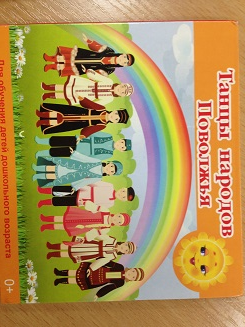 Танцы народов
Поволжья
Для обучения детей дошкольного возраста
0+